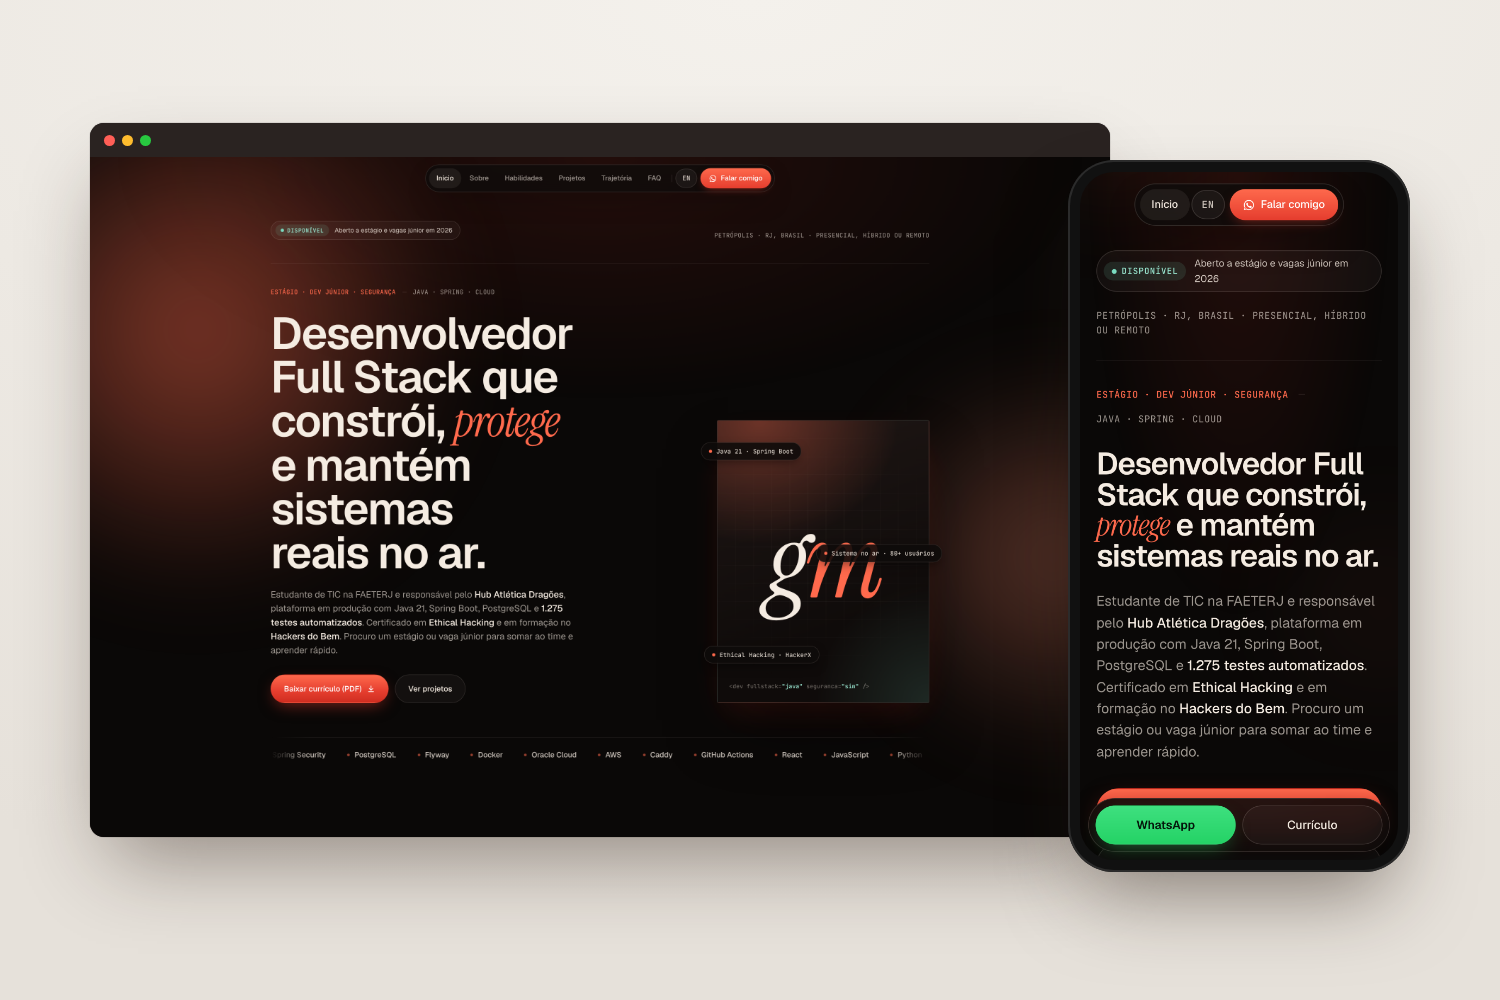 Início Sobre Habilidades Projetos Trajetória FAQ EN Falar comigo
DISPONÍVEL Aberto a estágio e vagas júnior em 2026
PETRÓPOLIS · RJ, BRASIL · PRESENCIAL, HÍBRIDO OU REMOTO
ESTÁGIO · DEV JÚNIOR · SEGURANÇA — JAVA · SPRING · CLOUD
Desenvolvedor
Full Stack que
constrói, protege
e mantém
sistemas
reais no ar.
Estudante de TIC na FAETERJ e responsável pelo Hub Atlética Dragões,
plataforma em produção com Java 21, Spring Boot, PostgreSQL e 1.275
testes automatizados. Certificado em Ethical Hacking e em formação no
Hackers do Bem. Procuro um estágio ou vaga júnior para somar ao time e
aprender rápido.
Baixar currículo (PDF) Ver projetos
Java 21 · Spring Boot
gm
Sistema no ar · 80+ usuários
Ethical Hacking · HackerX
<dev fullstack="java" segurança="sim" />
Spring Security • PostgreSQL • Flyway • Docker • Oracle Cloud • AWS • Caddy • GitHub Actions • React • JavaScript • Python
Início EN Falar comigo
DISPONÍVEL Aberto a estágio e vagas júnior em
2026
PETRÓPOLIS · RJ, BRASIL · PRESENCIAL, HÍBRIDO
OU REMOTO
ESTÁGIO · DEV JÚNIOR · SEGURANÇA —
JAVA · SPRING · CLOUD
Desenvolvedor Full
Stack que constrói,
protege e mantém
sistemas reais no ar.
Estudante de TIC na FAETERJ e responsável
pelo Hub Atlética Dragões, plataforma em
produção com Java 21, Spring Boot,
PostgreSQL e 1.275 testes automatizados.
Certificado em Ethical Hacking e em
formação no Hackers do Bem. Procuro um
estágio ou vaga júnior para somar ao time e
aprender rápido.
WhatsApp Currículo